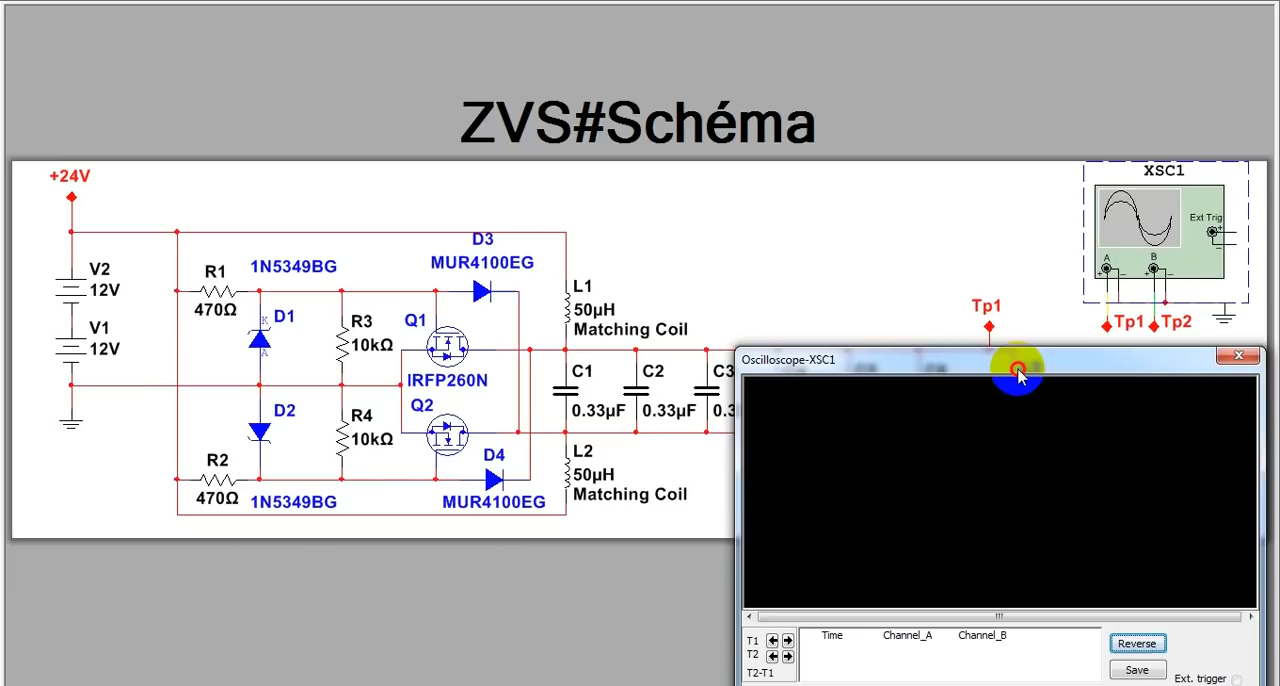 ZVS#Schéma
+24V
XSC1
Ext Trig
A
B
Tp1
Tp2
Tp1
V2
12V
V1
12V
R1
470Ω
1N5349BG
D1
K
A
R3
10kΩ
D3
MUR4100EG
Q1
IRFP260N
L1
50µH
Matching Coil
C1
0.33µF
C2
0.33µF
C3
0.33
D2
R4
10kΩ
Q2
R2
470Ω
1N5349BG
D4
MUR4100EG
L2
50µH
Matching Coil
Oscilloscope-XSC1
Time Channel_A Channel_B
T1
T2
T2-T1
Reverse
Save
Ext. trigger